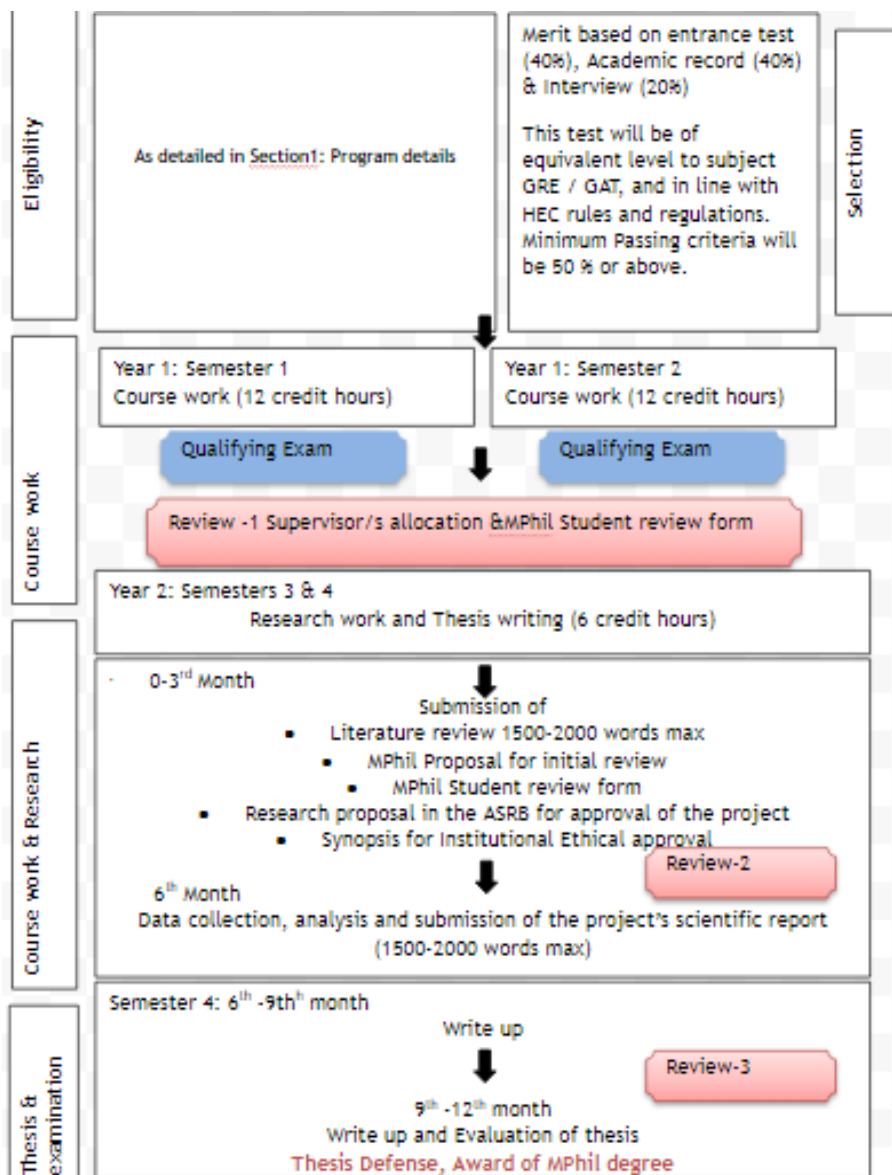 Eligibility
As detailed in Section1: Program details
Merit based on entrance test
(40%), Academic record (40%)
& Interview (20%)
This test will be of
equivalent level to subject
GRE / GAT, and in line with
HEC rules and regulations.
Minimum Passing criteria will
be 50 % or above.
Selection
Course work
Year 1: Semester 1
Course work (12 credit hours)
Year 1: Semester 2
Course work (12 credit hours)
Qualifying Exam
Qualifying Exam
Review -1 Supervisor/s allocation &MPhil Student review form
Year 2: Semesters 3 & 4
Research work and Thesis writing (6 credit hours)
Course work & Research
· 0-3rd Month
Submission of
• Literature review 1500-2000 words max
• MPhil Proposal for initial review
• MPhil Student review form
• Research proposal in the ASRB for approval of the project
• Synopsis for Institutional Ethical approval
Review-2
6th Month
Data collection, analysis and submission of the project's scientific report
(1500-2000 words max)
Thesis &
examination
Semester 4: 6th -9thh month
Write up
Review-3
9th -12th month
Write up and Evaluation of thesis
Thesis Defense, Award of MPhil degree